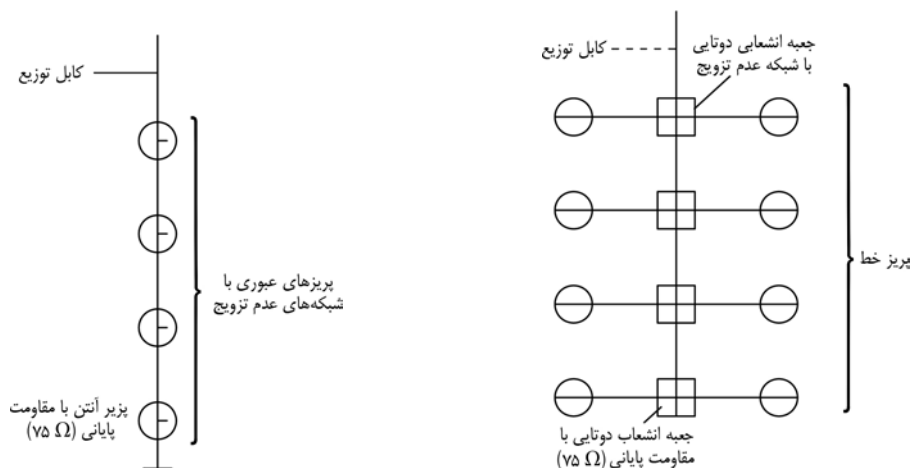 جعبه انشعابی دوتایی
با شبکه عدم تزویج
کابل توزیع
پریز خط
جعبه انشعاب دوتایی با
مقاومت پایانی (۷۵ Ω)
کابل توزیع
پریزهای عبوری با
شبکه‌های عدم تزویج
پزیر آنتن با مقاومت
پایانی (۷۵ Ω)